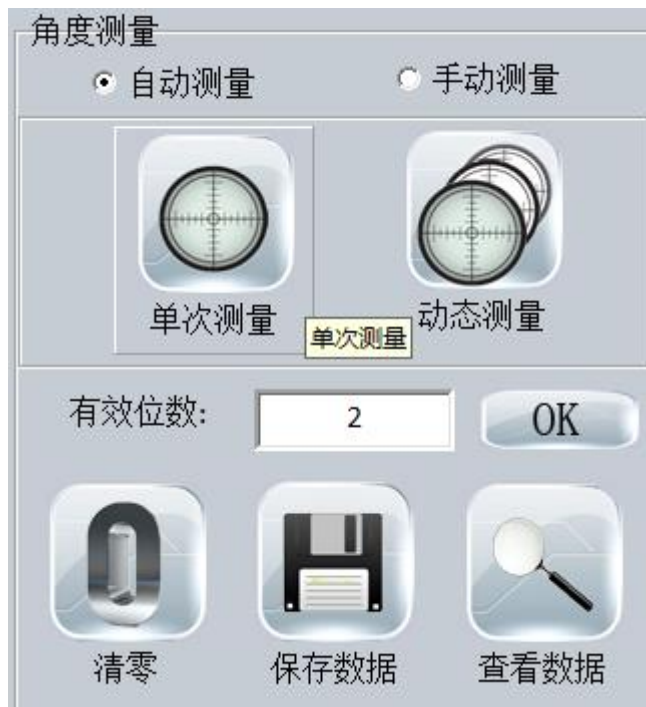 角度测量
自动测量 手动测量
单次测量 动态测量
单次测量
有效位数: 2 OK
清零 保存数据 查看数据